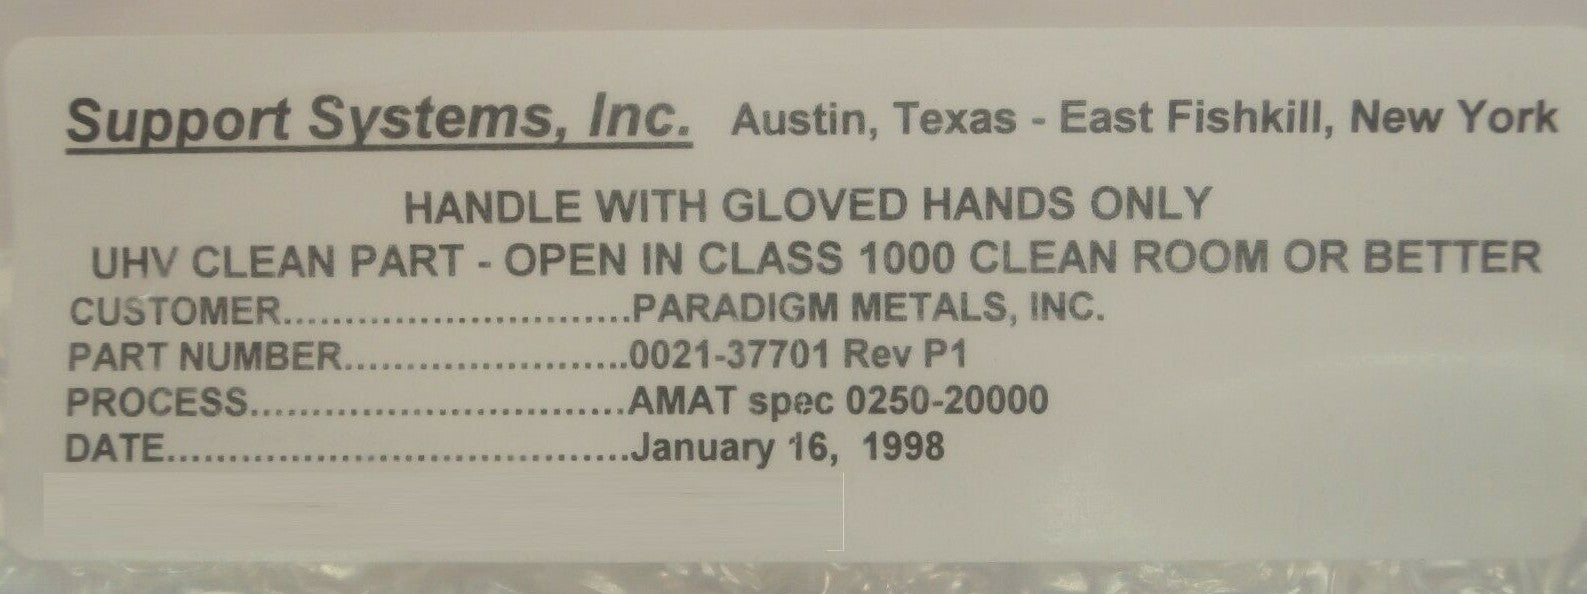 Support Systems, Inc. Austin, Texas - East Fishkill, New York
HANDLE WITH GLOVED HANDS ONLY
UHV CLEAN PART - OPEN IN CLASS 1000 CLEAN ROOM OR BETTER
CUSTOMER............................PARADIGM METALS, INC.
PART NUMBER.......................0021-37701 Rev P1
PROCESS...............................AMAT spec 0250-20000
DATE......................................January 16, 1998